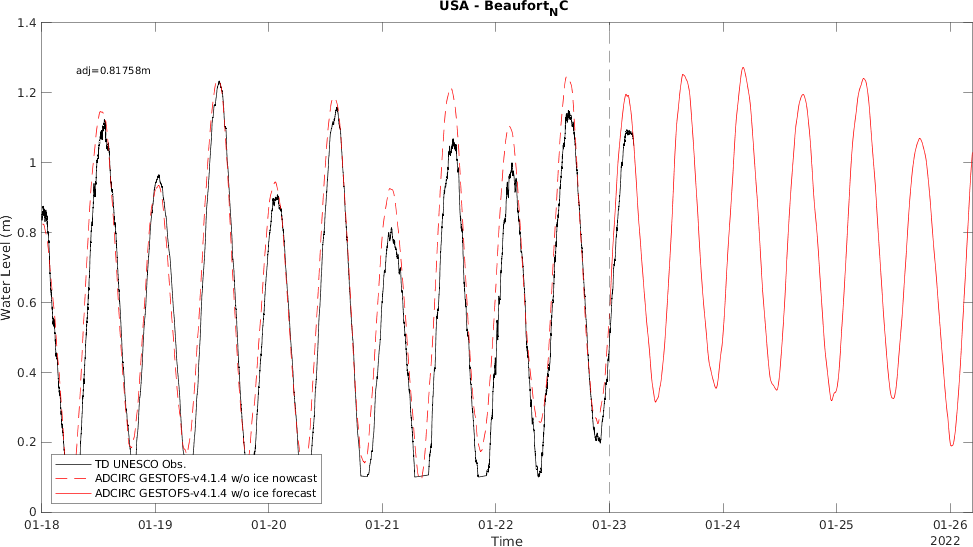 USA - Beaufort_NC
1.4
adj=0.81758m
1.2
1
0.8
Water Level (m)
0.6
0.4
0.2
TD UNESCO Obs.
ADCIRC GESTOFS-v4.1.4 w/o ice nowcast
ADCIRC GESTOFS-v4.1.4 w/o ice forecast
0
01-18 01-19 01-20 01-21 01-22 01-23 01-24 01-25 01-26
Time 2022